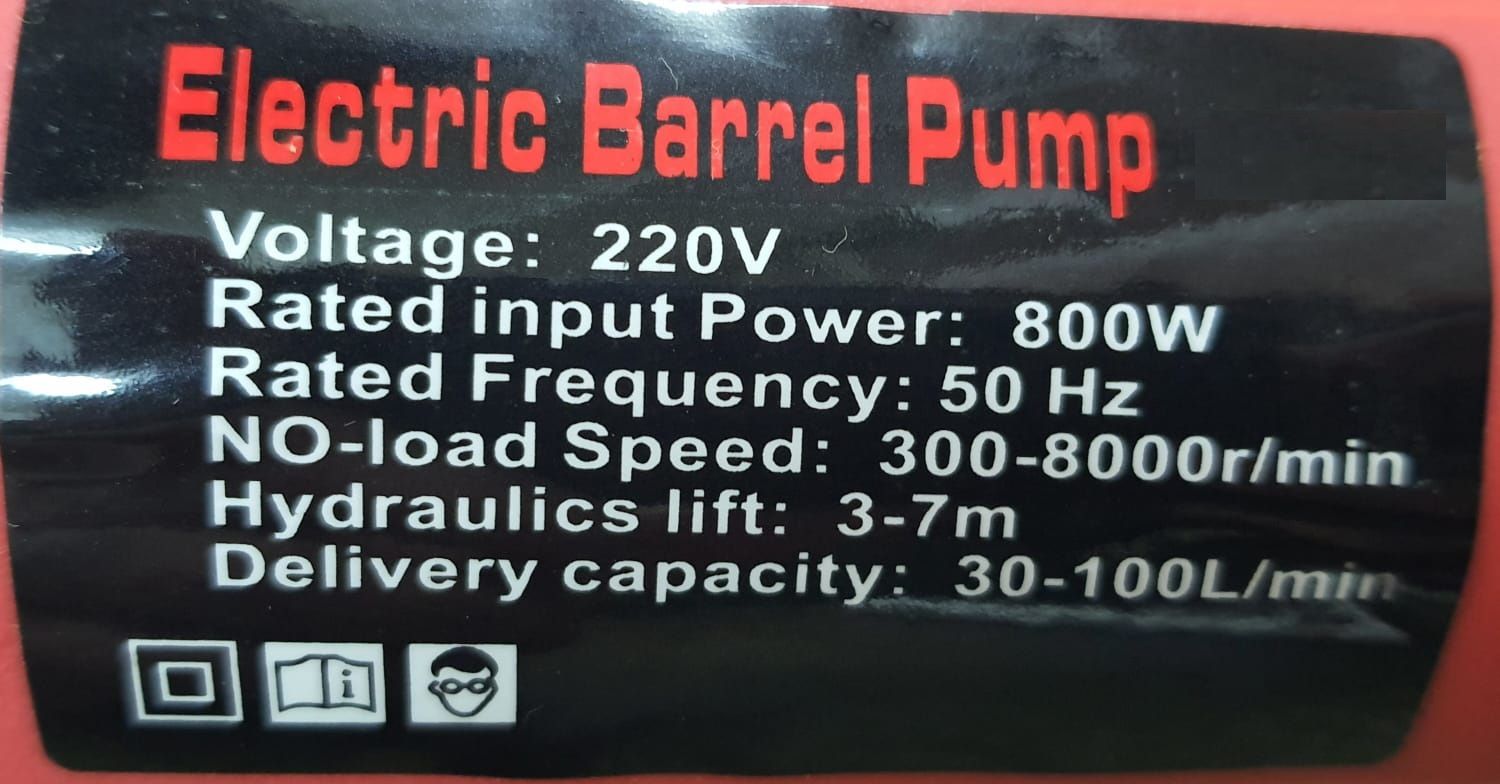 Electric Barrel Pump
Voltage: 220V
Rated input Power: 800W
Rated Frequency: 50 Hz
NO-load Speed: 300-8000r/min
Hydraulics lift: 3-7m
Delivery capacity: 30-100L/min
i